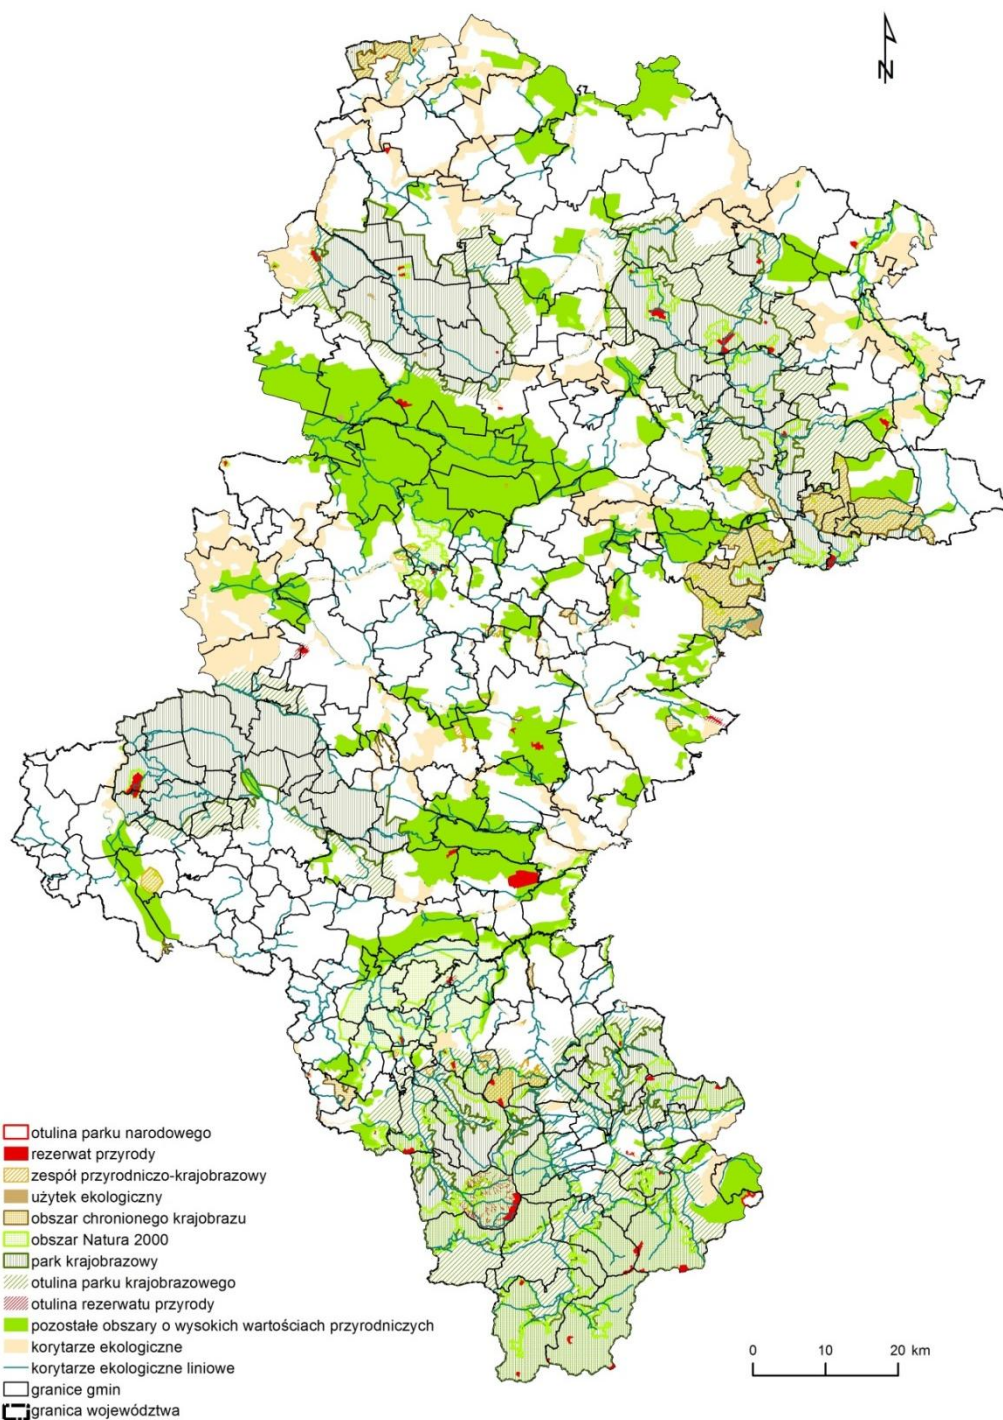 N
otulina parku narodowego
rezerwat przyrody
zespół przyrodniczo-krajobrazowy
użytek ekologiczny
obszar chronionego krajobrazu
obszar Natura 2000
park krajobrazowy
otulina parku krajobrazowego
otulina rezerwatu przyrody
pozostałe obszary o wysokich wartościach przyrodniczych
korytarze ekologiczne
korytarze ekologiczne liniowe
granice gmin
granica województwa
0 10 20 km